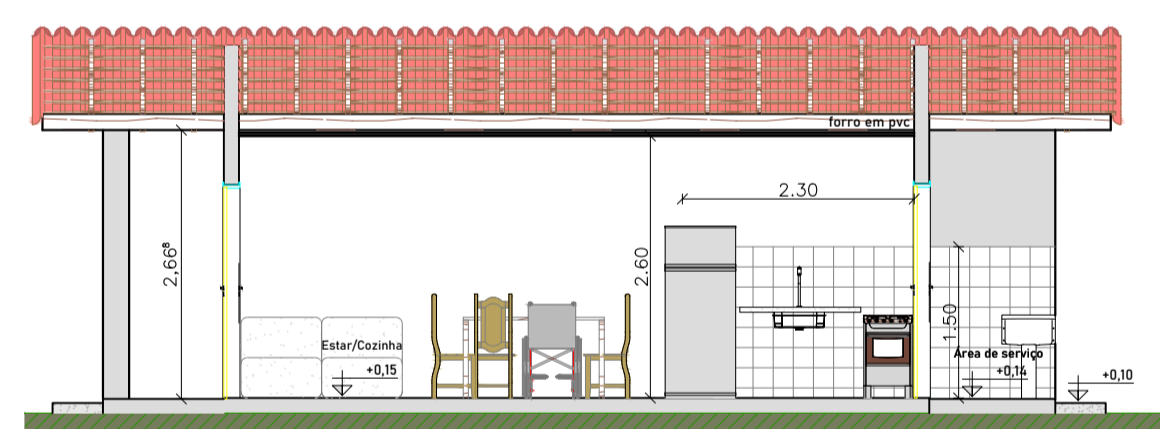 forro em pvc
2.30
2,66⁸
2.60
1.50
Estar/Cozinha
+0,15
Área de serviço
+0,14
+0,10